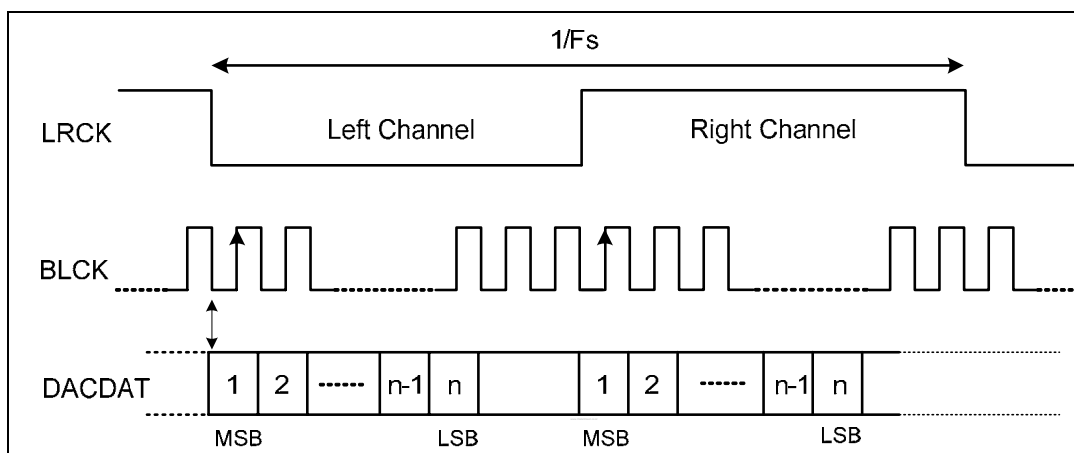 1/Fs
LRCK
Left Channel
Right Channel
BLCK
DACDAT
1 2 n-1 n 1 2 n-1 n
MSB LSB MSB LSB